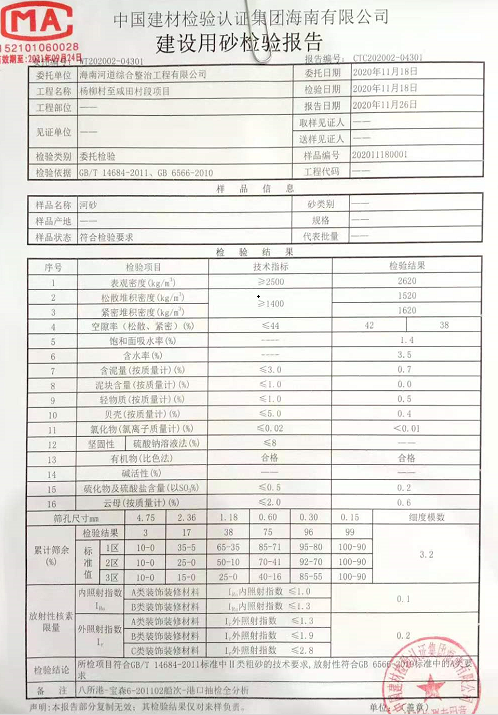 MA
152101060028
有效期至:2021年09月24日
中国建材检验认证集团海南有限公司
建设用砂检验报告
WT202002-04301 报告编号: CTC202002-04301
委托单位 海南河道综合整治工程有限公司 委托日期 2020年11月18日
工程名称 杨柳村至咸田村段项目 检验日期 2020年11月18日
工程部位 —— 报告日期 2020年11月26日
见证单位 —— 取样见证人 ——
送样见证人 ——
检验类别 委托检验 样品编号 202011180001
检验依据 GB/T 14684-2011、GB 6566-2010 工程代码 ——
样 品 信 息
样品名称 河砂 砂类别 ——
样品产地 —— 规格 ——
样品状态 符合检验要求 代表批量 ——
检 验 结 果
序号 检验项目 技术指标 检验结果
1 表观密度(kg/m³) ≥2500 2620
2 松散堆积密度(kg/m³) ≥1400 1520
3 紧密堆积密度(kg/m³) 1620
4 空隙率(松散、紧密)(%) ≤44 42 38
5 饱和面吸水率(%) ---- 1.4
6 含水率(%) ---- 3.5
7 含泥量(按质量计)(%) ≤3.0 0.7
8 泥块含量(按质量计)(%) ≤1.0 0.0
9 轻物质(按质量计)(%) ≤1.0 0.5
10 贝壳(按质量计)(%) ≤5.0 0.4
11 氯化物(氯离子质量计)(%) ≤0.02 <0.01
12 坚固性 硫酸钠溶液法(%) ≤8 ——
13 有机物(比色法) 合格 合格
14 碱活性(%) —— ——
15 硫化物及硫酸盐含量(以SO₃%) ≤0.5 0.2
16 云母(按质量计)(%) ≤2.0 0.6
筛孔尺寸mm 4.75 2.36 1.18 0.60 0.30 0.15 细度模数
累计筛余(%) 检验结果 3 17 38 75 96 99 3.2
标准值 1区 10-0 35-5 65-35 85-71 95-80 100-90
2区 10-0 25-0 50-10 70-41 92-70 100-90
3区 10-0 15-0 25-0 40-16 85-55 100-90
放射性核素限量 内照射指数 I_Ra A类装饰装修材料 I_Ra内照射指数 ≤1.0 0.1
B类装饰装修材料 I_Ra内照射指数 ≤1.3
外照射指数 I_r A类装饰装修材料 I_r外照射指数 ≤1.3 0.2
B类装饰装修材料 I_r外照射指数 ≤1.9
C类装饰装修材料 I_r外照射指数 ≤2.8
检验结论 所检项目符合GB/T 14684-2011标准中Ⅱ类粗砂的技术要求,放射性符合GB 6566-2010标准中的A类要
求
备注 八所港-宝森6-201102船次-港口抽检全分析
声明:本报告部分复制无效;其检验结果仅对来样负责。 单位:(盖章)